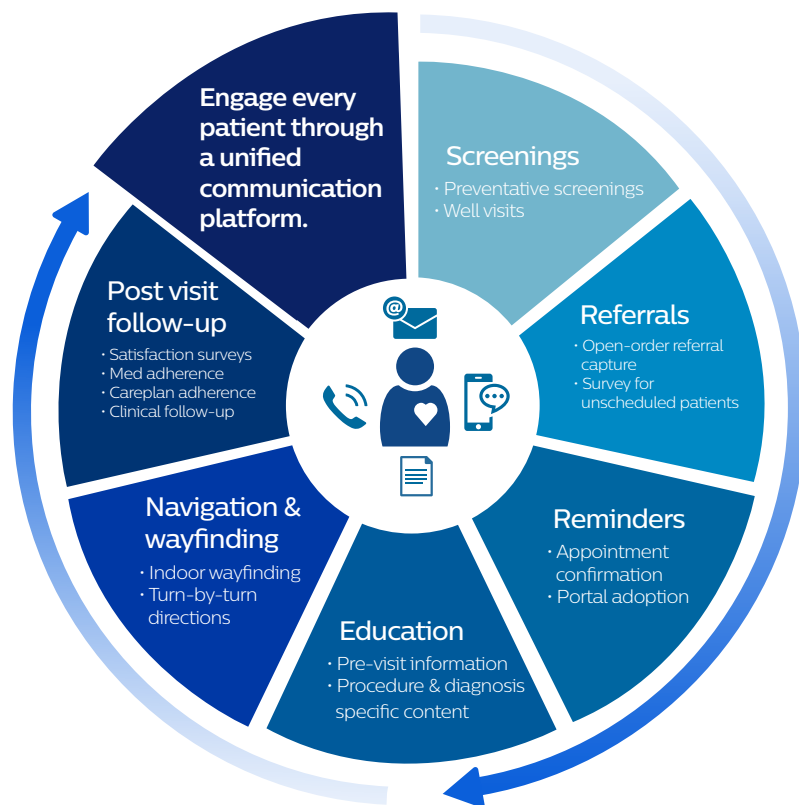 Engage every
patient through
a unified
communication
platform.
Screenings
· Preventative screenings
· Well visits
Referrals
· Open-order referral
capture
· Survey for
unscheduled patients
Reminders
· Appointment
confirmation
· Portal adoption
Education
· Pre-visit information
· Procedure & diagnosis
specific content
Navigation &
wayfinding
· Indoor wayfinding
· Turn-by-turn
directions
Post visit
follow-up
· Satisfaction surveys
· Med adherence
· Careplan adherence
· Clinical follow-up
@